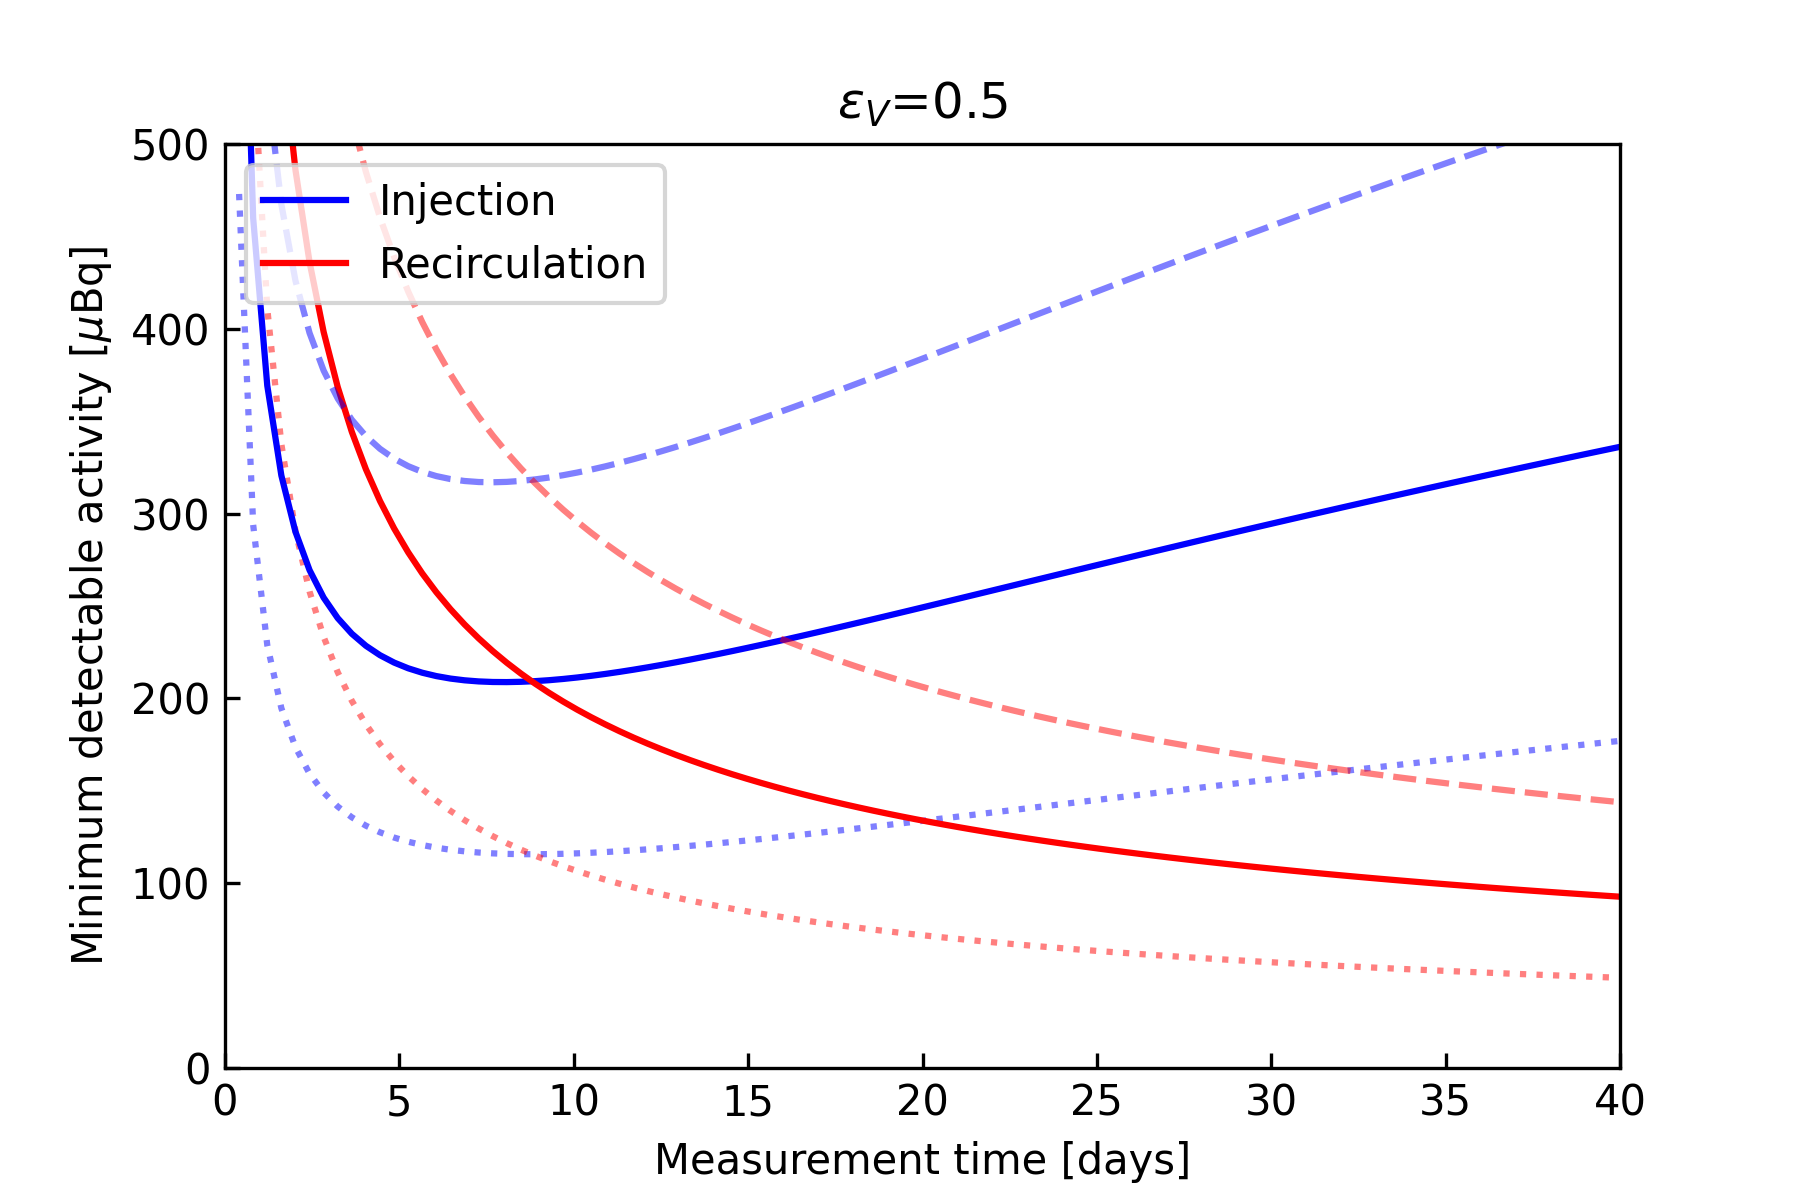 εV=0.5
Injection
Recirculation
Minimum detectable activity [μBq]
500
400
300
200
100
0
0 5 10 15 20 25 30 35 40
Measurement time [days]